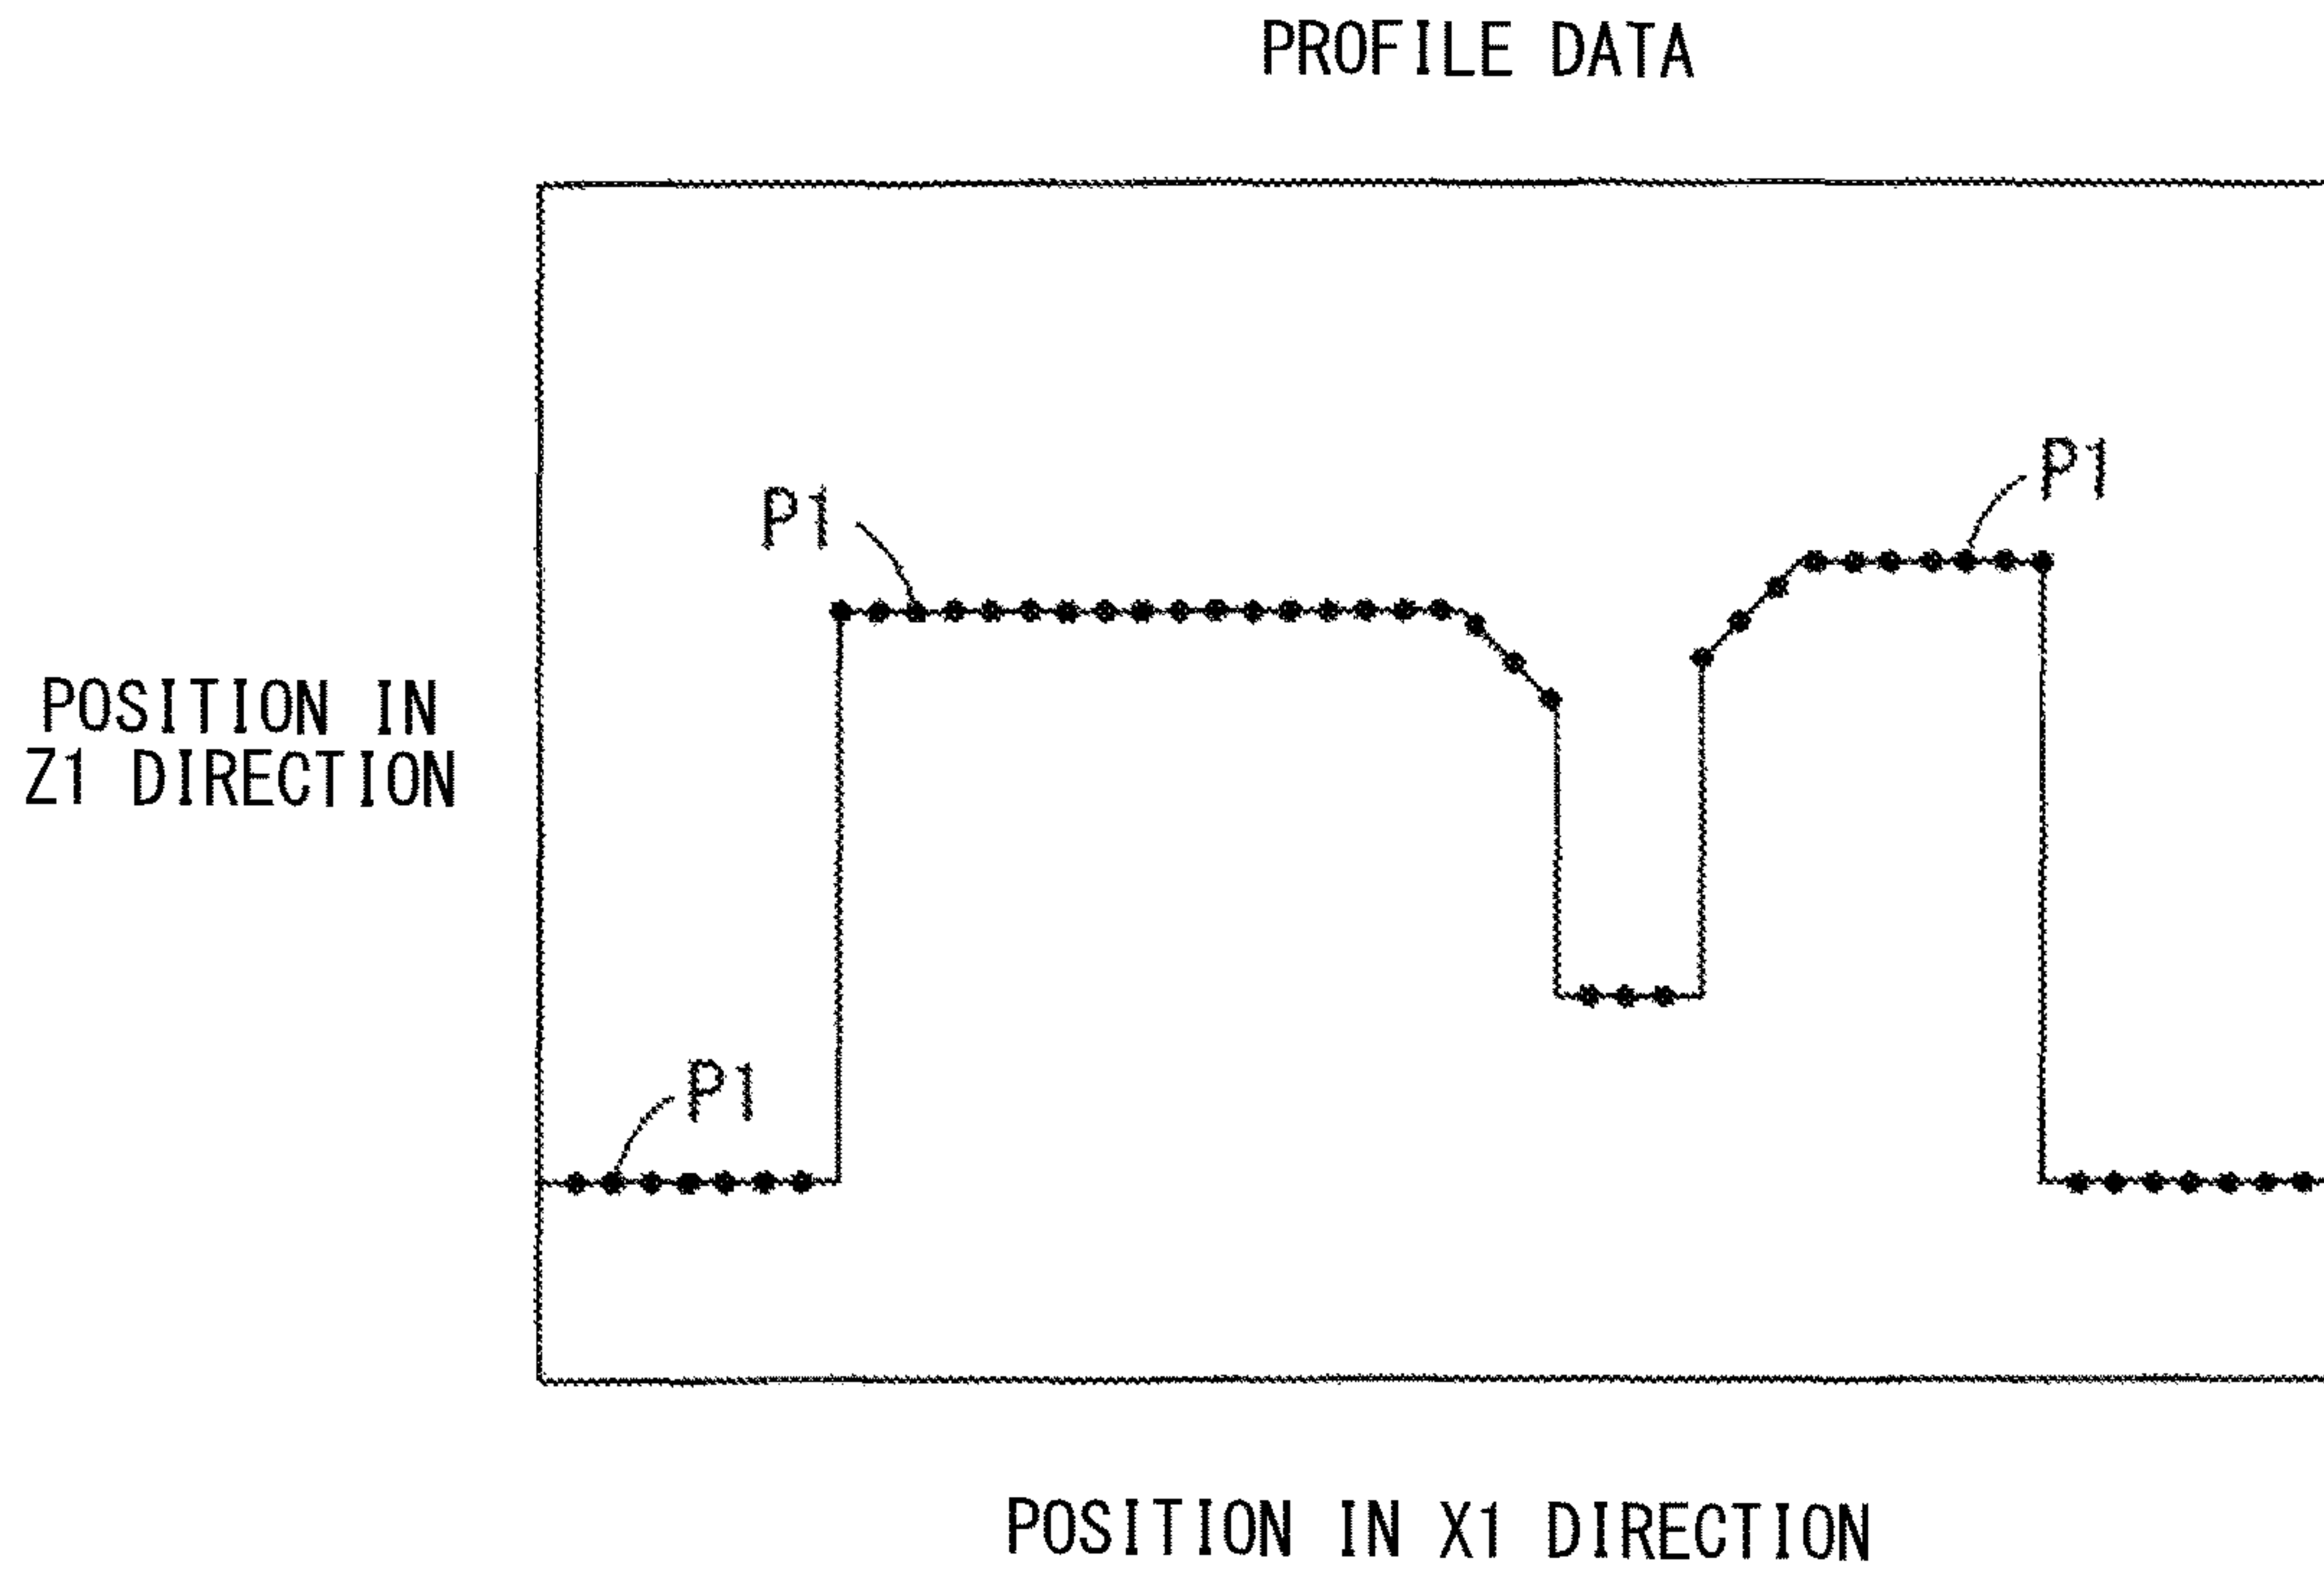 PROFILE DATA
P1
P1
POSITION IN
Z1 DIRECTION
P1
POSITION IN X1 DIRECTION